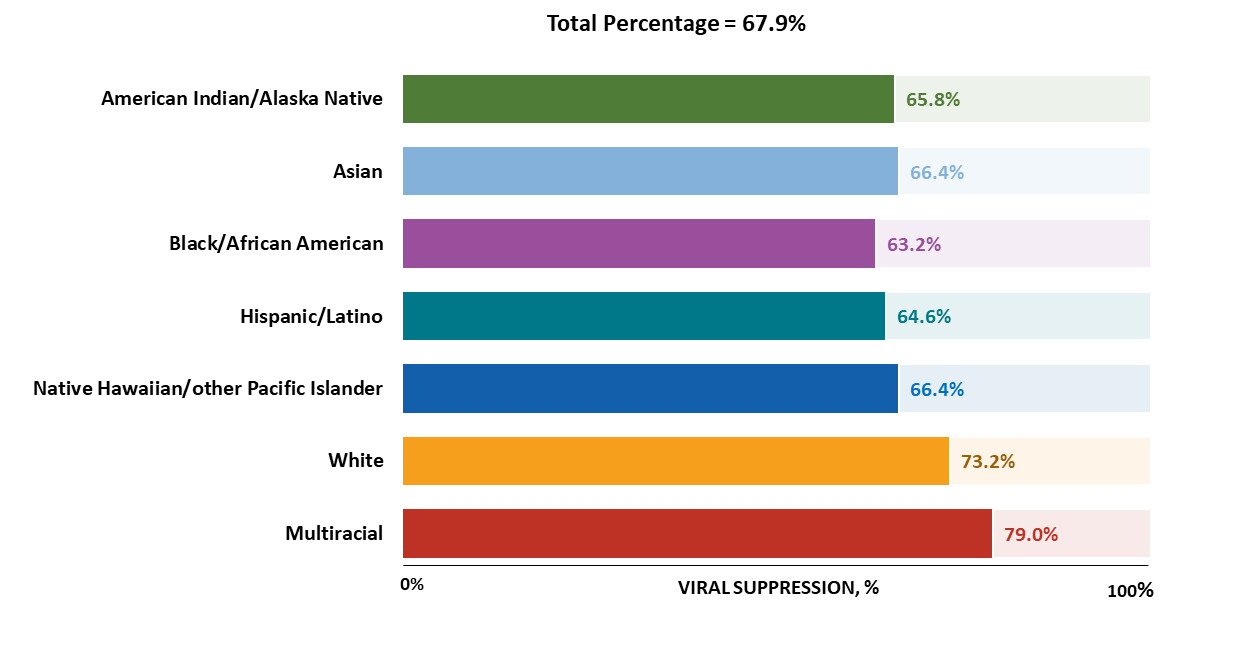 Total Percentage = 67.9%
American Indian/Alaska Native 65.8%
Asian 66.4%
Black/African American 63.2%
Hispanic/Latino 64.6%
Native Hawaiian/other Pacific Islander 66.4%
White 73.2%
Multiracial 79.0%
0% VIRAL SUPPRESSION, % 100%